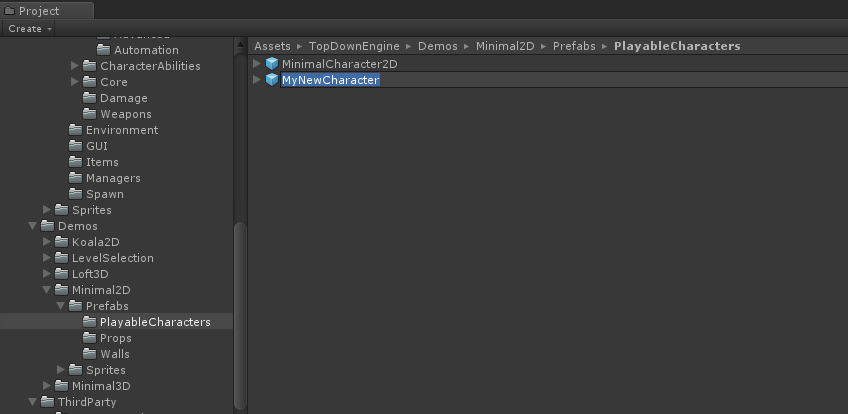 Project
Create
Automation
CharacterAbilities
Core
Damage
Weapons
Environment
GUI
Items
Managers
Spawn
Sprites
Demos
Koala2D
LevelSelection
Loft3D
Minimal2D
Prefabs
PlayableCharacters
Props
Walls
Sprites
Minimal3D
ThirdParty
Assets ▸ TopDownEngine ▸ Demos ▸ Minimal2D ▸ Prefabs ▸ PlayableCharacters
MinimalCharacter2D
MyNewCharacter